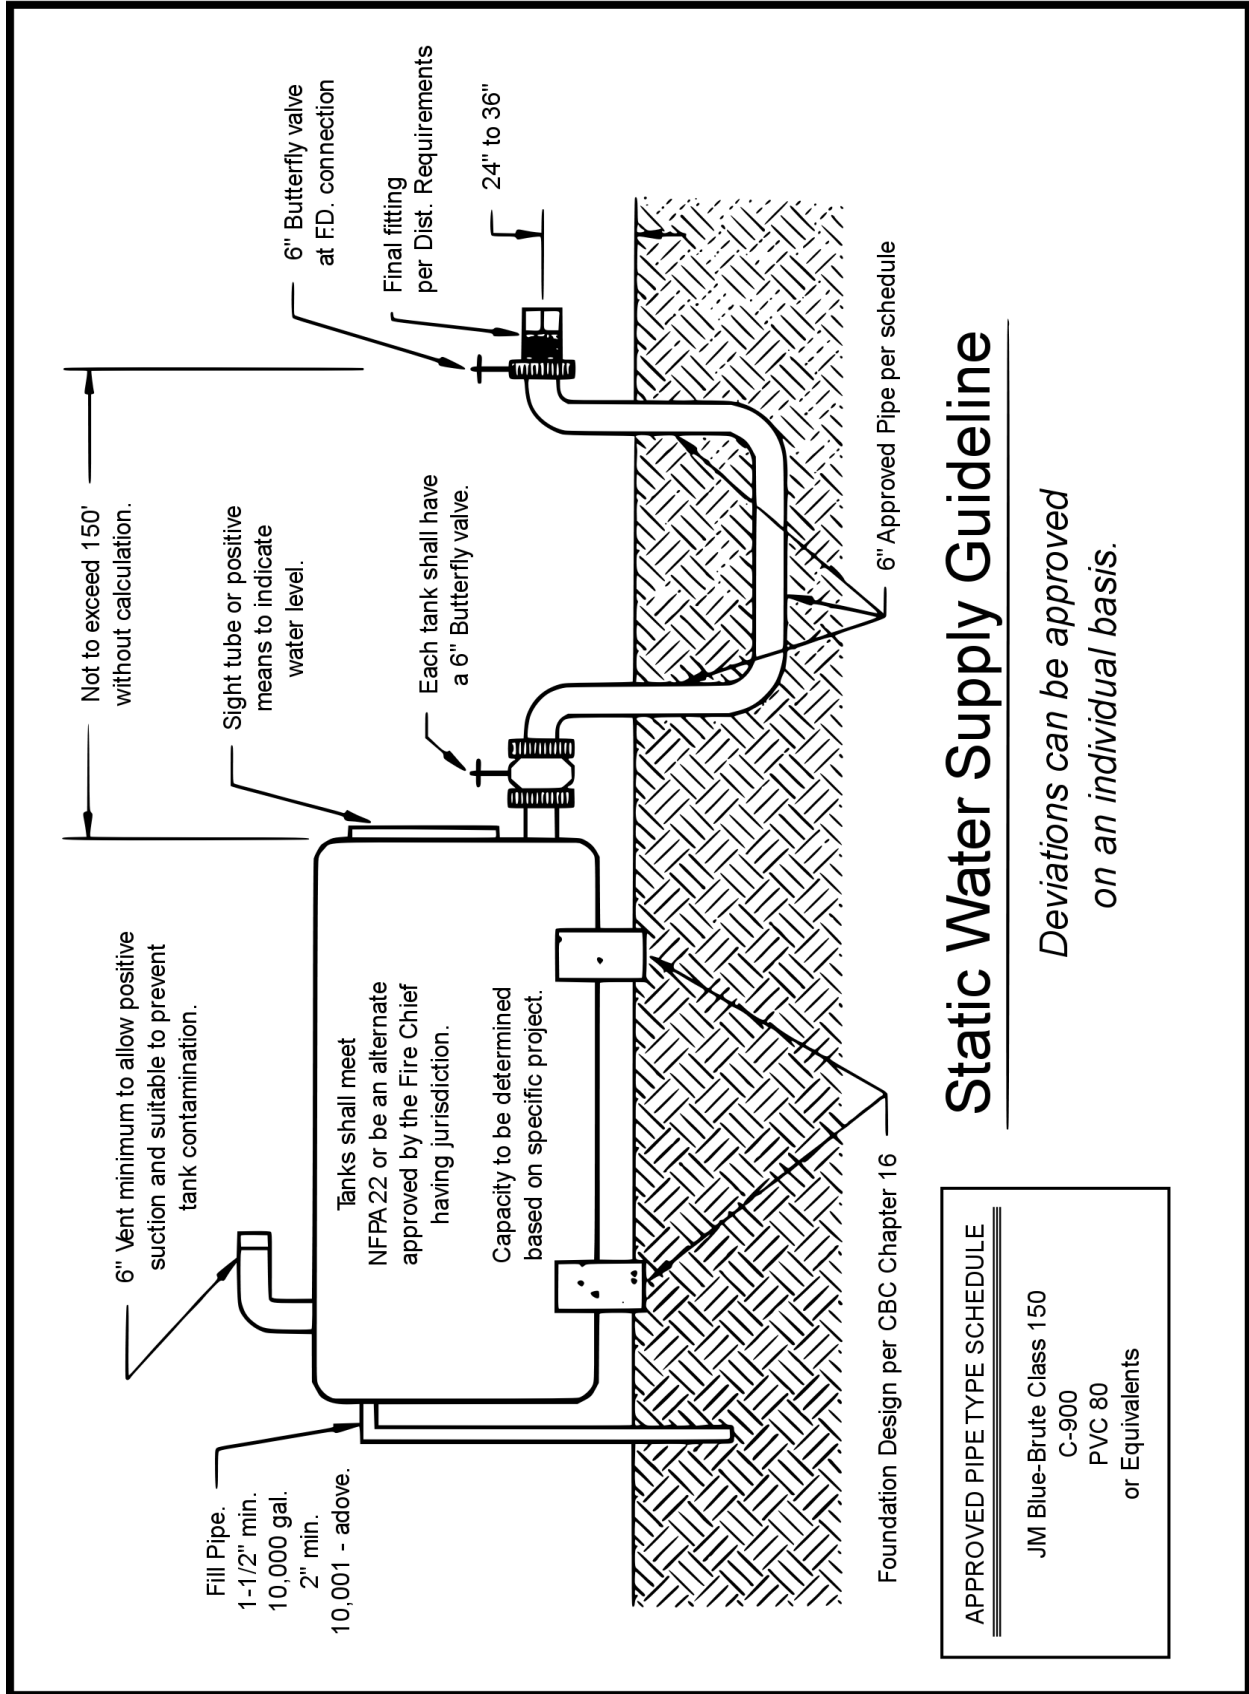 6" Vent minimum to allow positive
suction and suitable to prevent
tank contamination.
Not to exceed 150'
without calculation.
Sight tube or positive
means to indicate
water level.
6" Butterfly valve
at F.D. connection
Final fitting
per Dist. Requirements
24" to 36"
Each tank shall have
a 6" Butterfly valve.
Fill Pipe.
1-1/2" min.
10,000 gal.
2" min.
10,001 - adove.
Tanks shall meet
NFPA 22 or be an alternate
approved by the Fire Chief
having jurisdiction.
Capacity to be determined
based on specific project.
Foundation Design per CBC Chapter 16
6" Approved Pipe per schedule
APPROVED PIPE TYPE SCHEDULE
JM Blue-Brute Class 150
C-900
PVC 80
or Equivalents
Static Water Supply Guideline
Deviations can be approved
on an individual basis.